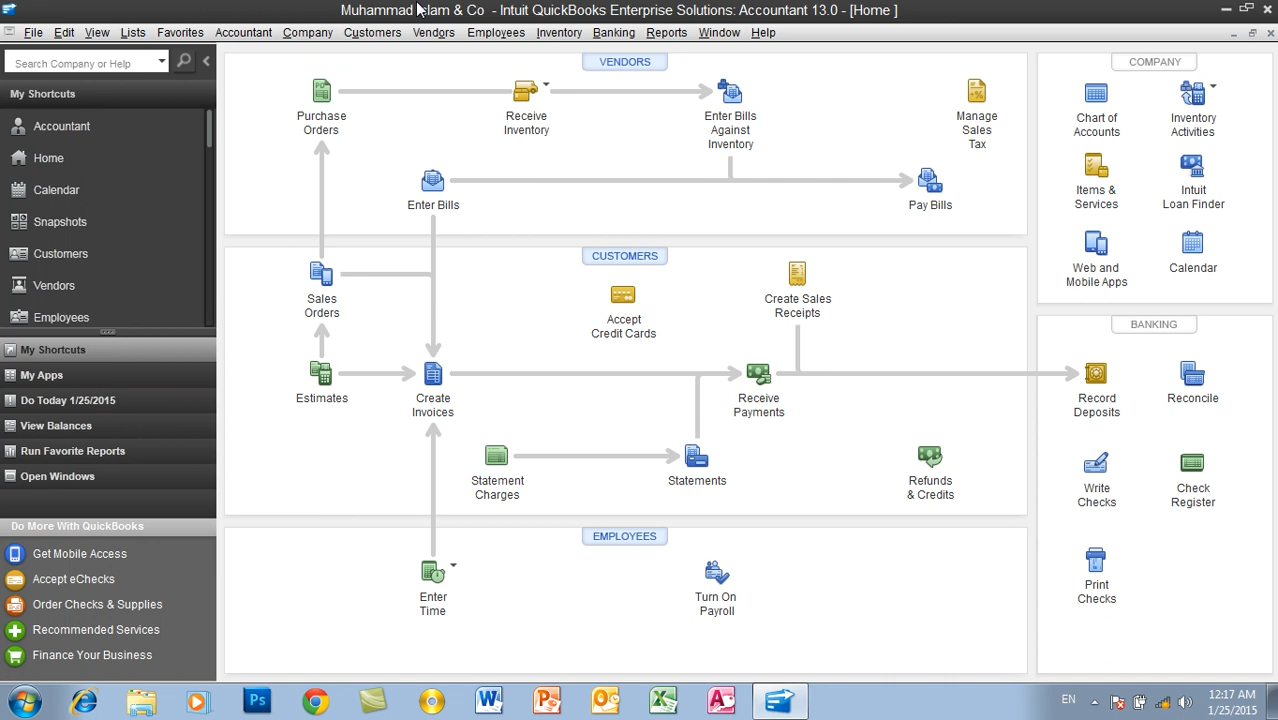 Muhammad & Co - Intuit QuickBooks Enterprise Solutions: Accountant 13.0 - [Home ]
File Edit View Lists Favorites Accountant Company Customers Vendors Employees Inventory Banking Reports Window Help
Search Company or Help
My Shortcuts
Accountant
Home
Calendar
Snapshots
Customers
Vendors
Employees
My Shortcuts
My Apps
Do Today 1/25/2015
View Balances
Run Favorite Reports
Open Windows
Do More With QuickBooks
Get Mobile Access
Accept eChecks
Order Checks & Supplies
Recommended Services
Finance Your Business
VENDORS
Purchase
Orders
Receive
Inventory
Enter Bills
Against
Inventory
Manage
Sales
Tax
Enter Bills
Pay Bills
CUSTOMERS
Sales
Orders
Accept
Credit Cards
Create Sales
Receipts
Estimates
Create
Invoices
Receive
Payments
Statement
Charges
Statements
Refunds
& Credits
EMPLOYEES
Enter
Time
Turn On
Payroll
COMPANY
Chart of
Accounts
Inventory
Activities
Items &
Services
Intuit
Loan Finder
Web and
Mobile Apps
Calendar
BANKING
Record
Deposits
Reconcile
Write
Checks
Check
Register
Print
Checks
Ps
EN
12:17 AM
1/25/2015